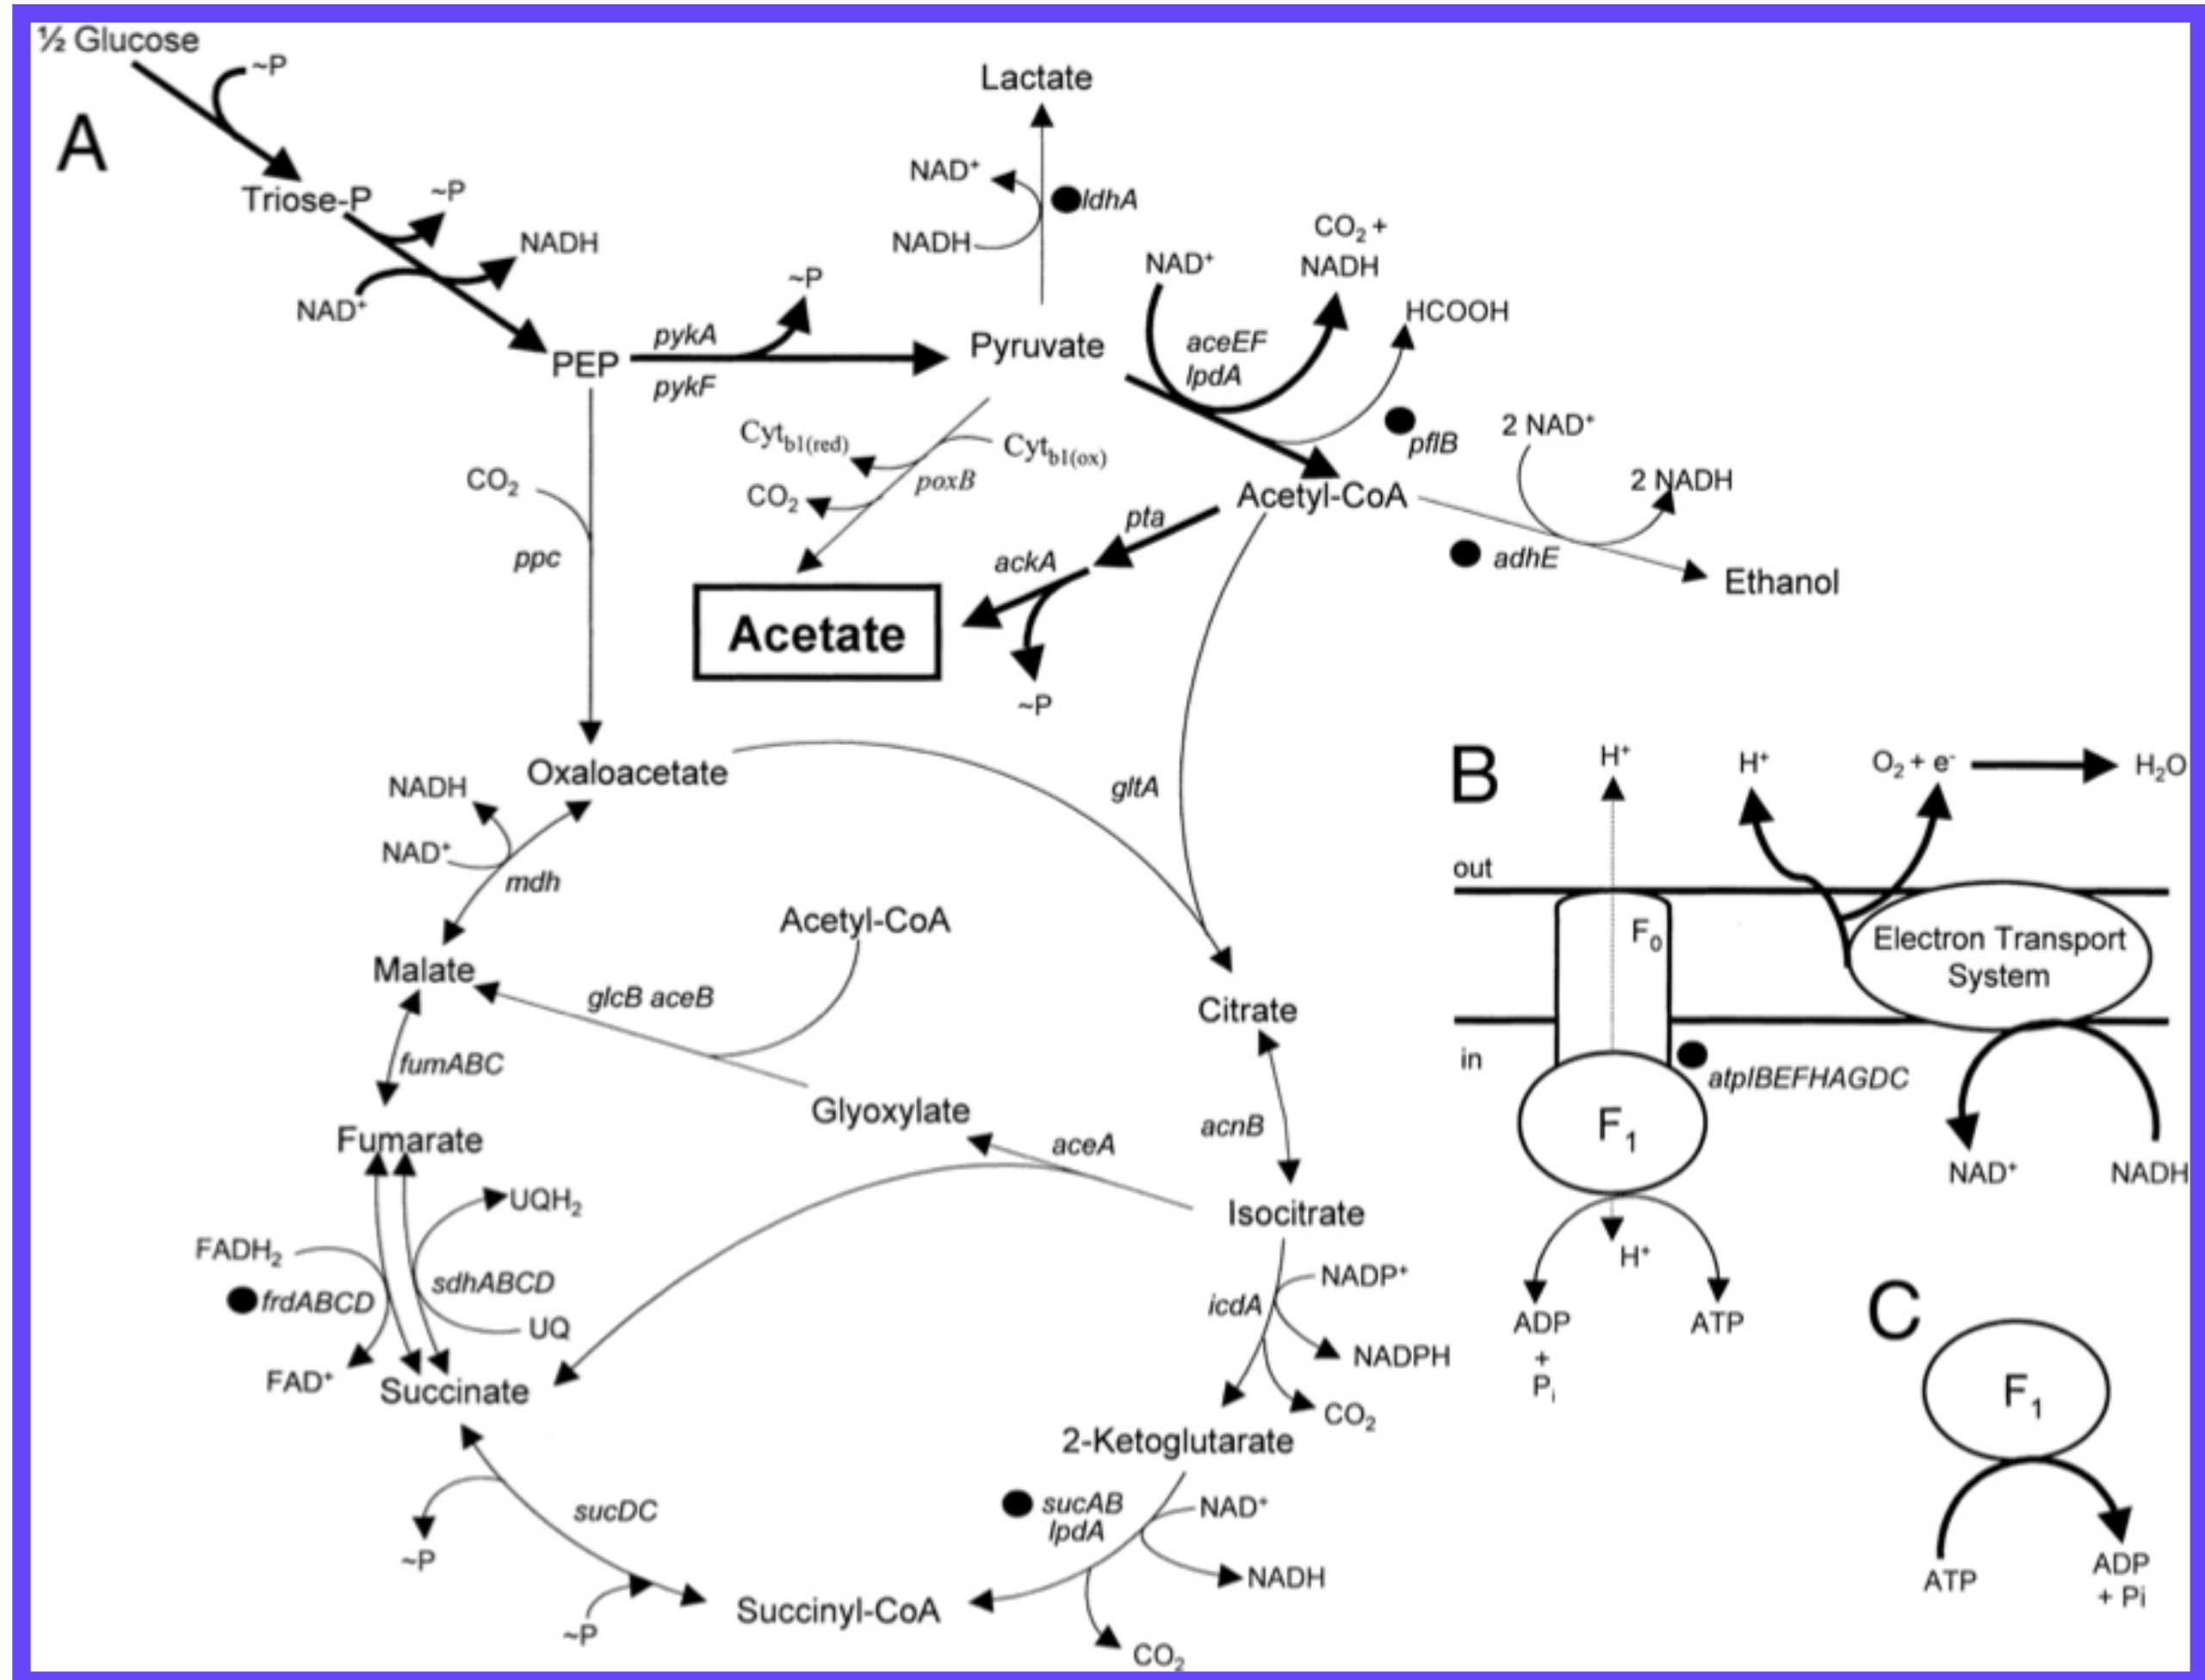 ½ Glucose
~P
A
Triose-P
~P
NADH
NAD⁺
PEP
pykA
pykF
~P
Pyruvate
Lactate
NAD⁺
ldhA
NADH
NAD⁺
CO₂ +
NADH
HCOOH
aceEF
lpdA
pflB
2 NAD⁺
2 NADH
Acetyl-CoA
adhE
Ethanol
Cyt b1(red)
Cyt b1(ox)
CO₂
poxB
pta
ackA
Acetate
~P
CO₂
ppc
Oxaloacetate
NADH
NAD⁺
mdh
gltA
Malate
Acetyl-CoA
glcB aceB
Citrate
fumABC
Glyoxylate
aceA
acnB
Fumarate
Isocitrate
UQH₂
FADH₂
sdhABCD
frdABCD
UQ
FAD⁺
Succinate
NADP⁺
icdA
NADPH
CO₂
2-Ketoglutarate
sucAB
lpdA
NAD⁺
NADH
CO₂
sucDC
~P
~P
Succinyl-CoA
B
H⁺
H⁺
O₂ + e⁻
H₂O
out
F₀
Electron Transport
System
in
atpIBEFHAGDC
F₁
NAD⁺
NADH
H⁺
ADP
+
Pᵢ
ATP
C
F₁
ATP
ADP
+ Pi